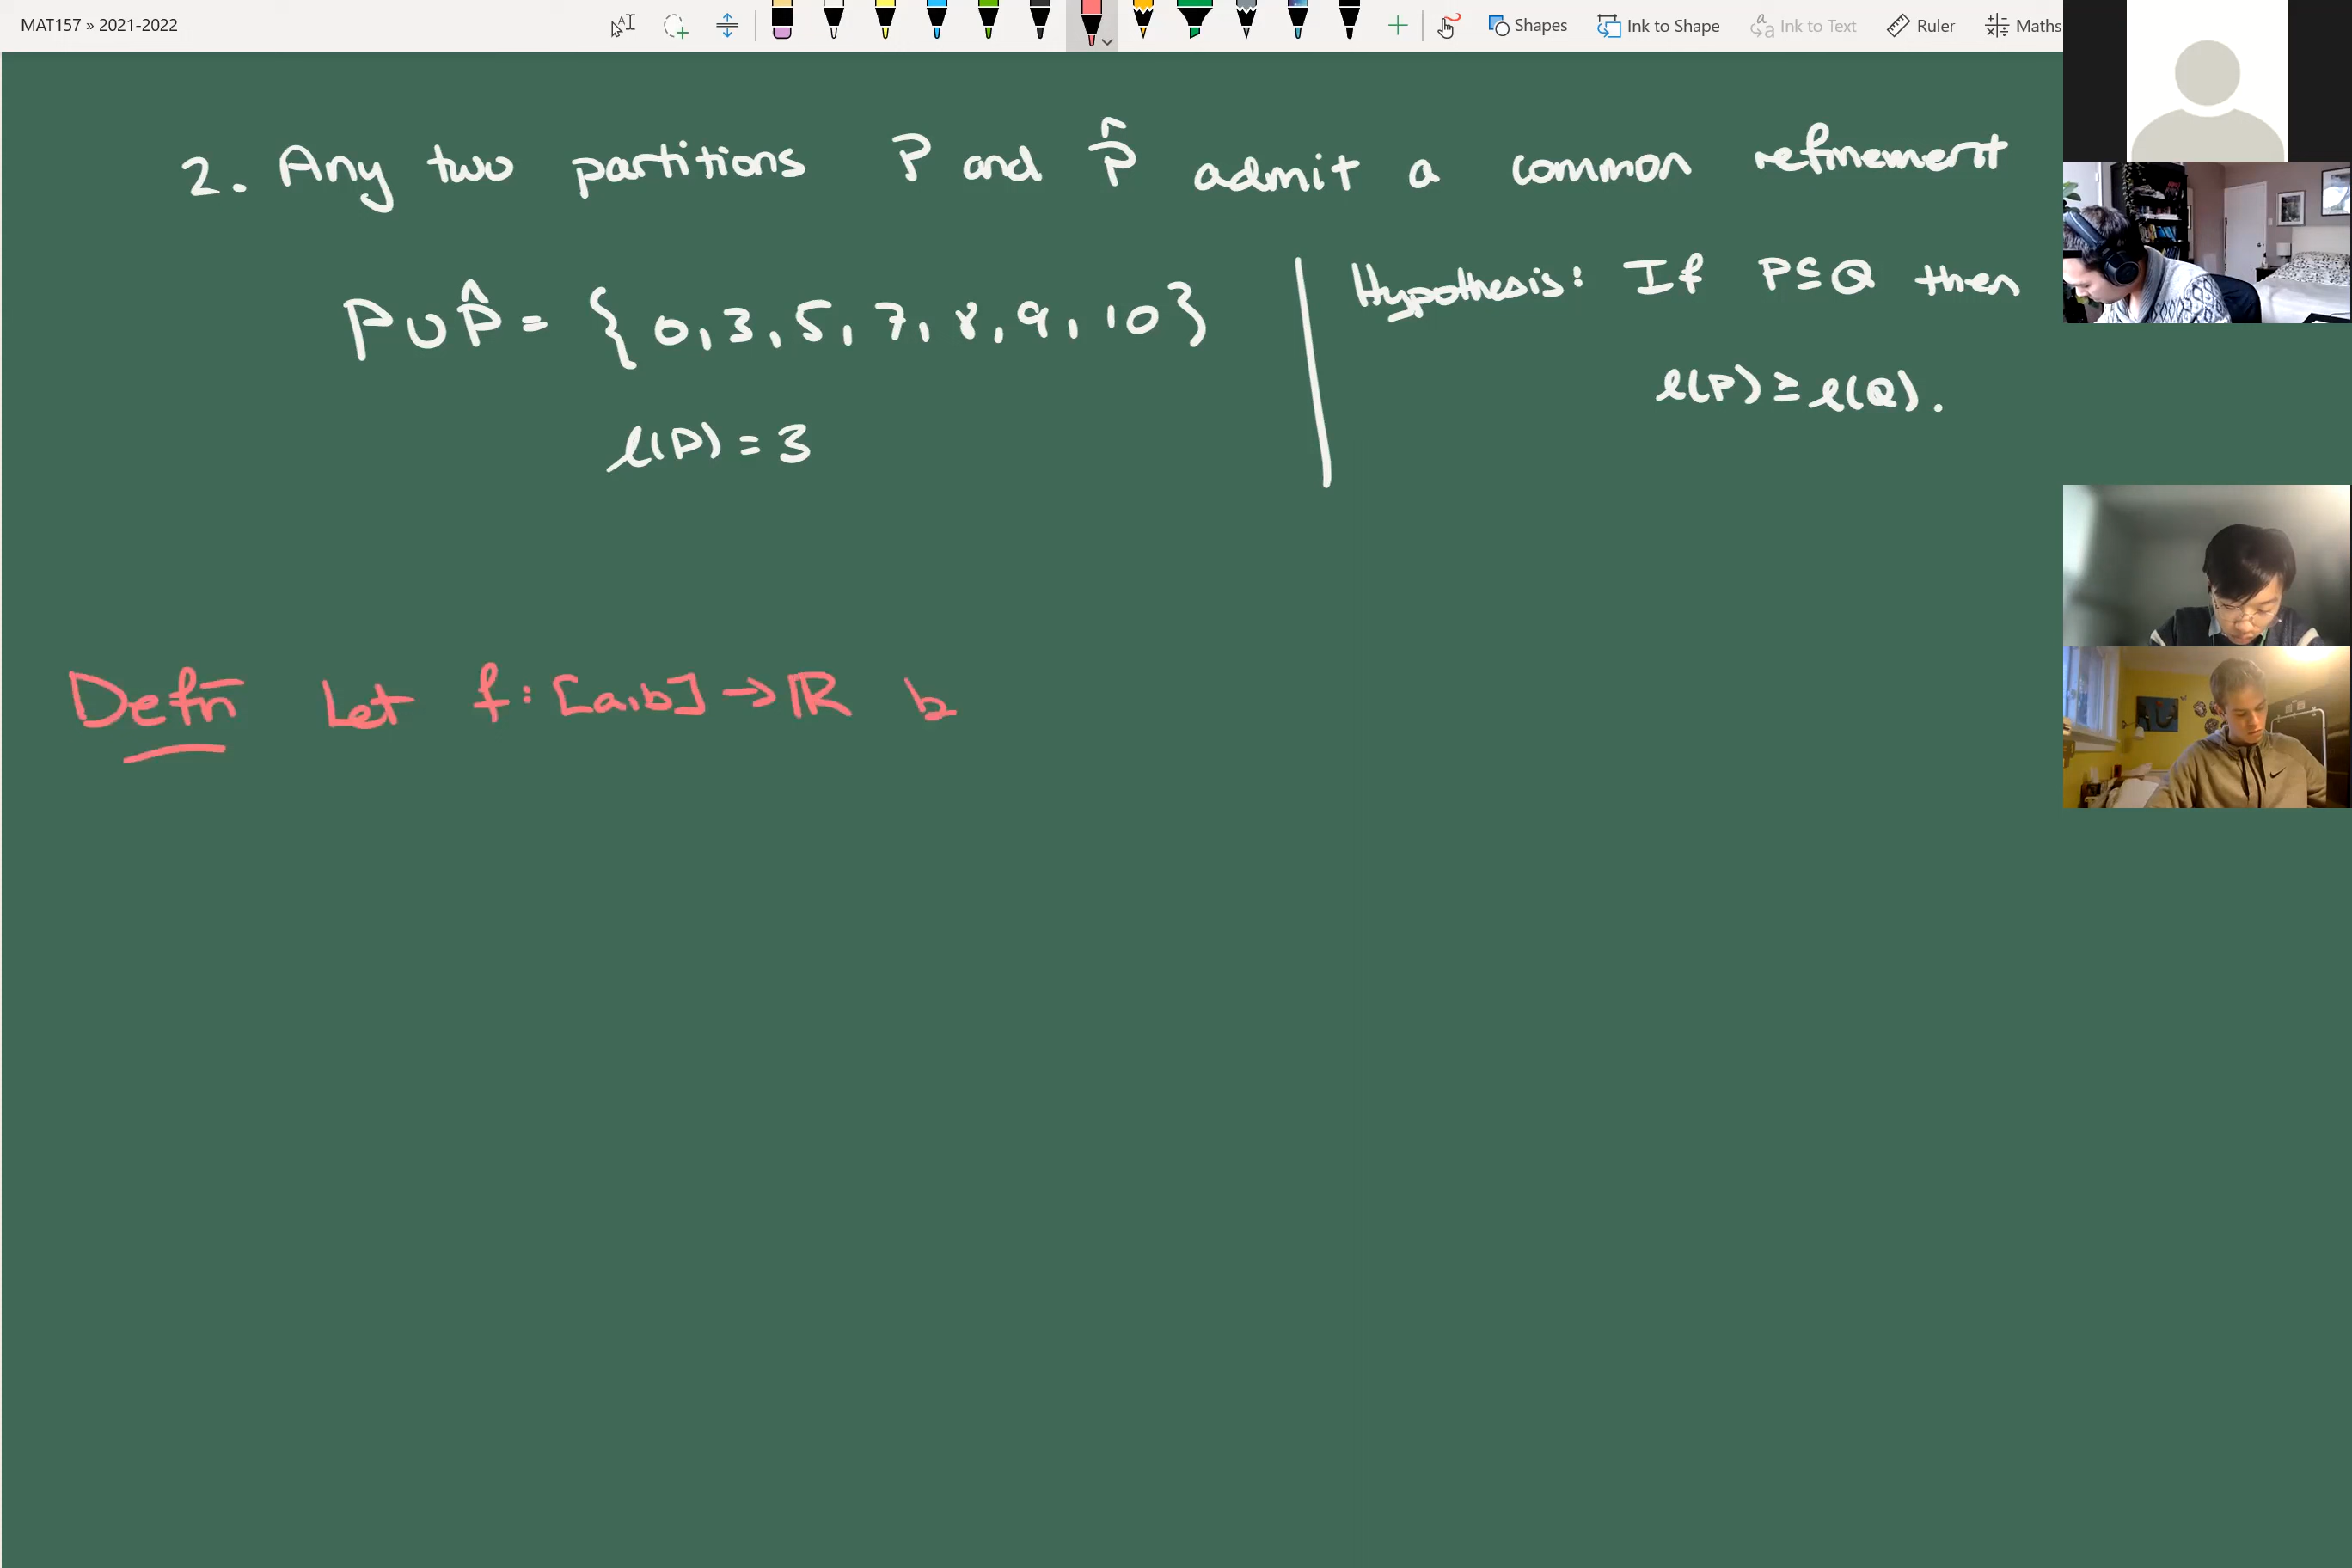 MAT157 » 2021-2022
Shapes Ink to Shape Ink to Text Ruler Maths
2. Any two partitions P and P̂ admit a common refinement
P∪P̂ = {0,3,5,7,8,9,10}
Hypothesis: If P⊆Q then
ℓ(P) ≥ ℓ(Q).
ℓ(P) = 3
Defn Let f: [a,b] → ℝ b